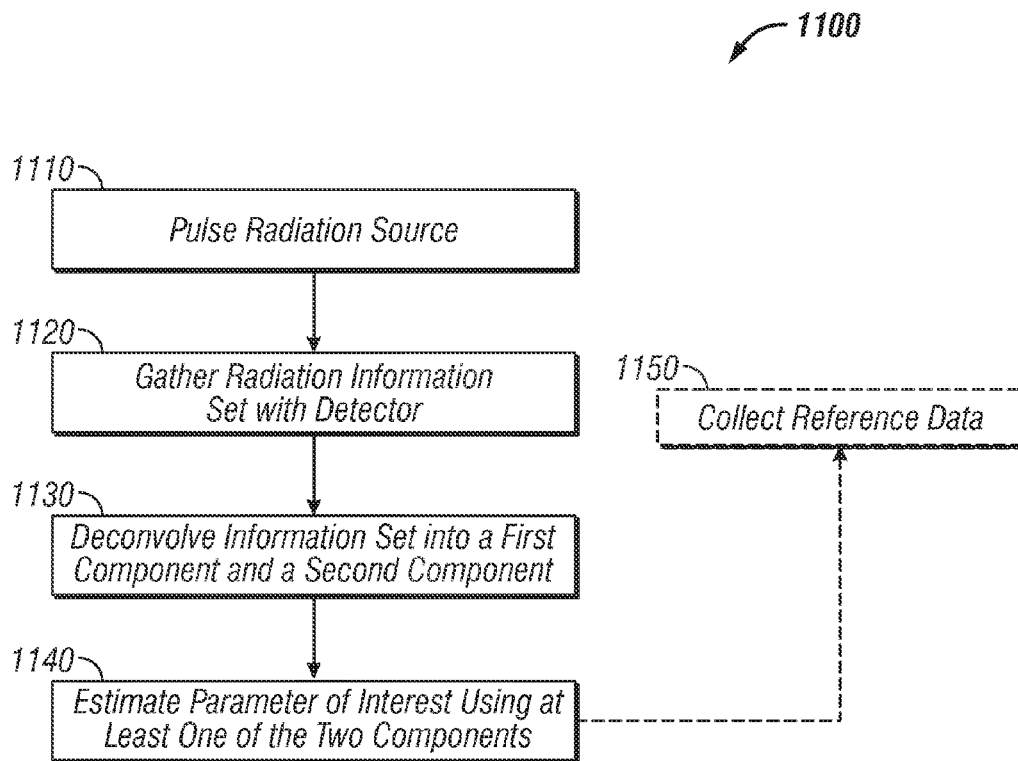 1100
1110
Pulse Radiation Source
1120
Gather Radiation Information
Set with Detector
1150
Collect Reference Data
1130
Deconvolve Information Set into a First
Component and a Second Component
1140
Estimate Parameter of Interest Using at
Least One of the Two Components